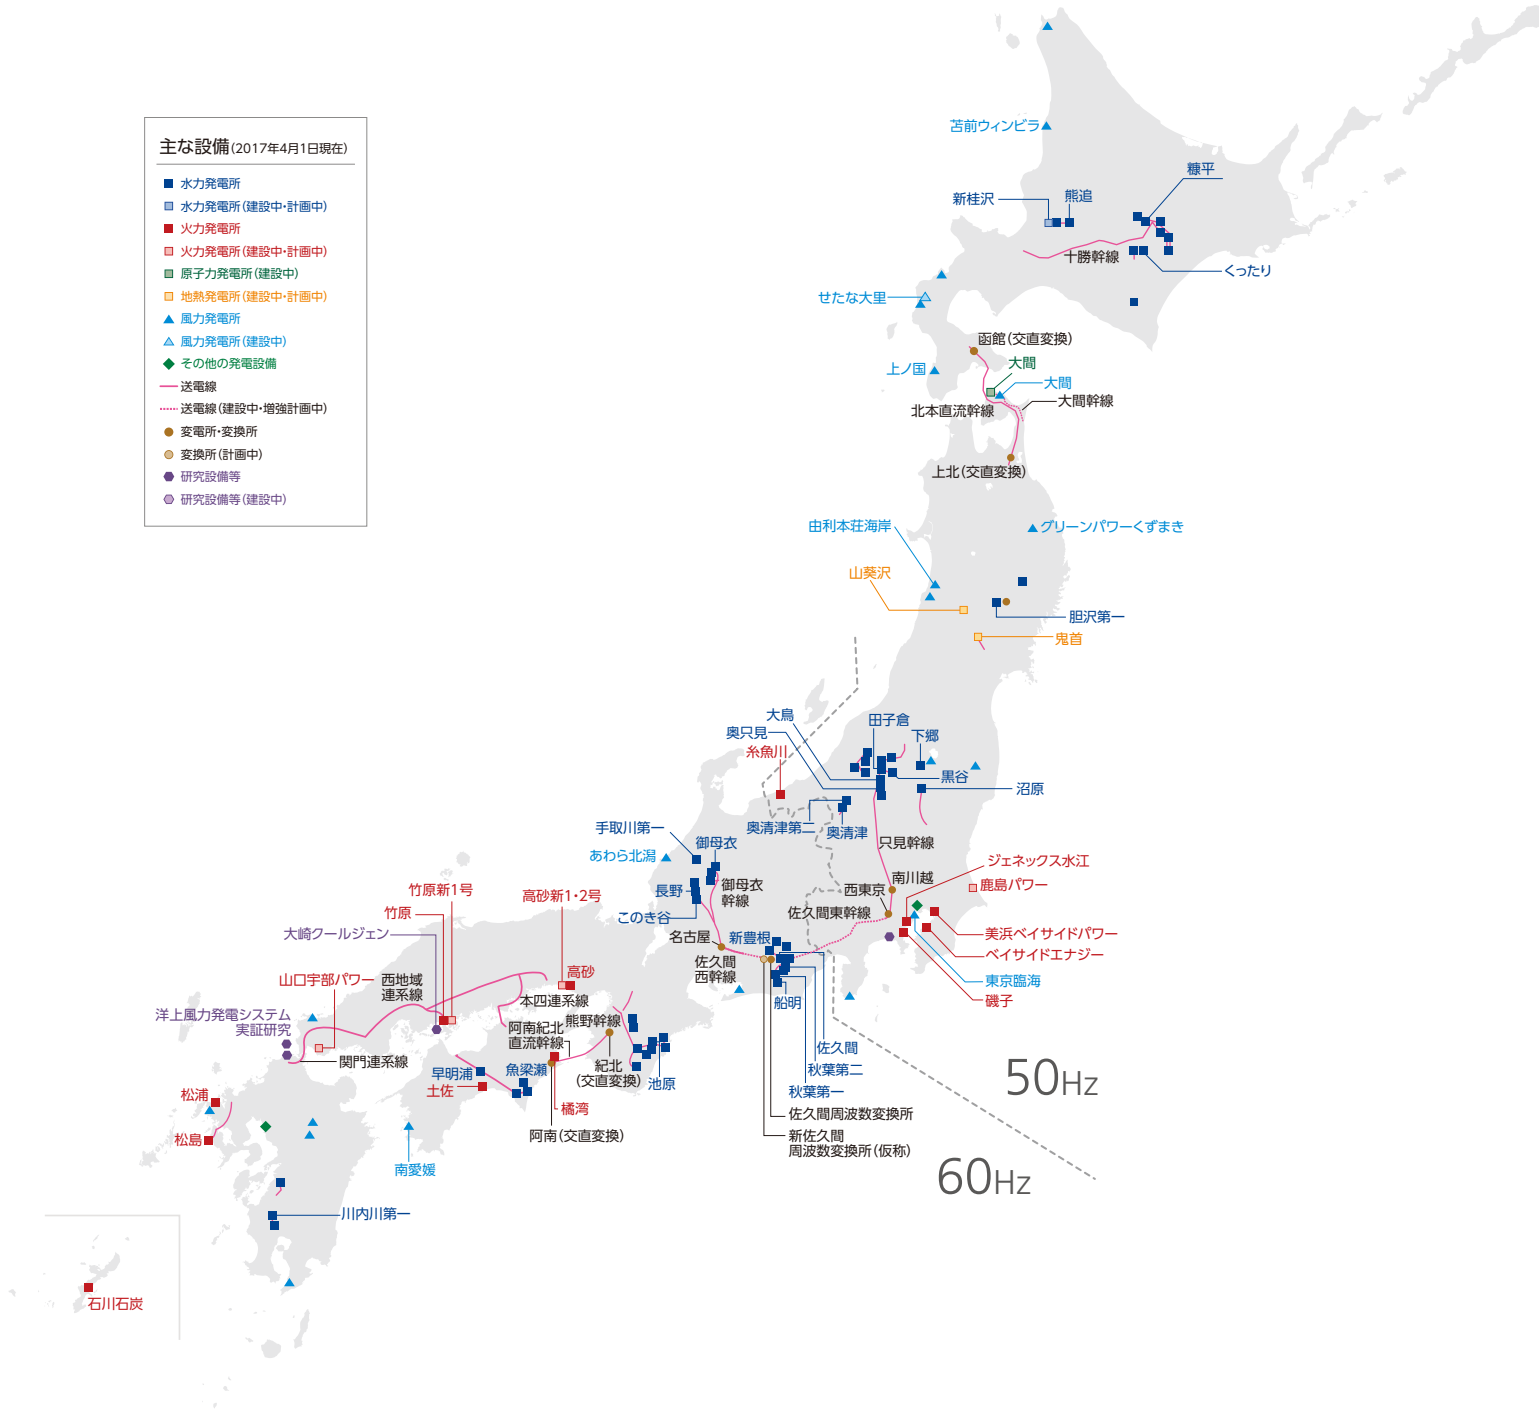 主な設備(2017年4月1日現在)
水力発電所
水力発電所(建設中・計画中)
火力発電所
火力発電所(建設中・計画中)
原子力発電所(建設中)
地熱発電所(建設中・計画中)
風力発電所
風力発電所(建設中)
その他の発電設備
送電線
送電線(建設中・増強計画中)
変電所・変換所
変換所(計画中)
研究設備等
研究設備等(建設中)
苫前ウィンビラ
糠平
新桂沢
熊追
十勝幹線
くったり
せたな大里
函館(交直変換)
上ノ国
大間
大間
大間幹線
北本直流幹線
上北(交直変換)
由利本荘海岸
グリーンパワーくずまき
山葵沢
胆沢第一
鬼首
大鳥
田子倉
奥只見
下郷
糸魚川
黒谷
沼原
奥清津第二
奥清津
手取川第一
御母衣
只見幹線
あわら北潟
ジェネックス水江
南川越
鹿島パワー
長野
御母衣
幹線
西東京
竹原新1号
高砂新1・2号
竹原
このき谷
佐久間東幹線
大崎クールジェン
名古屋
新豊根
美浜ベイサイドパワー
ベイサイドエナジー
佐久間
西幹線
山口宇部パワー
西地域
連系線
高砂
東京臨海
磯子
本四連系線
船明
洋上風力発電システム
実証研究
阿南紀北
直流幹線
熊野幹線
佐久間
関門連系線
早明浦
魚梁瀬
紀北
(交直変換)
秋葉第二
池原
土佐
秋葉第一
50Hz
松浦
橘湾
佐久間周波数変換所
松島
阿南(交直変換)
新佐久間
周波数変換所(仮称)
南愛媛
60Hz
川内川第一
石川石炭